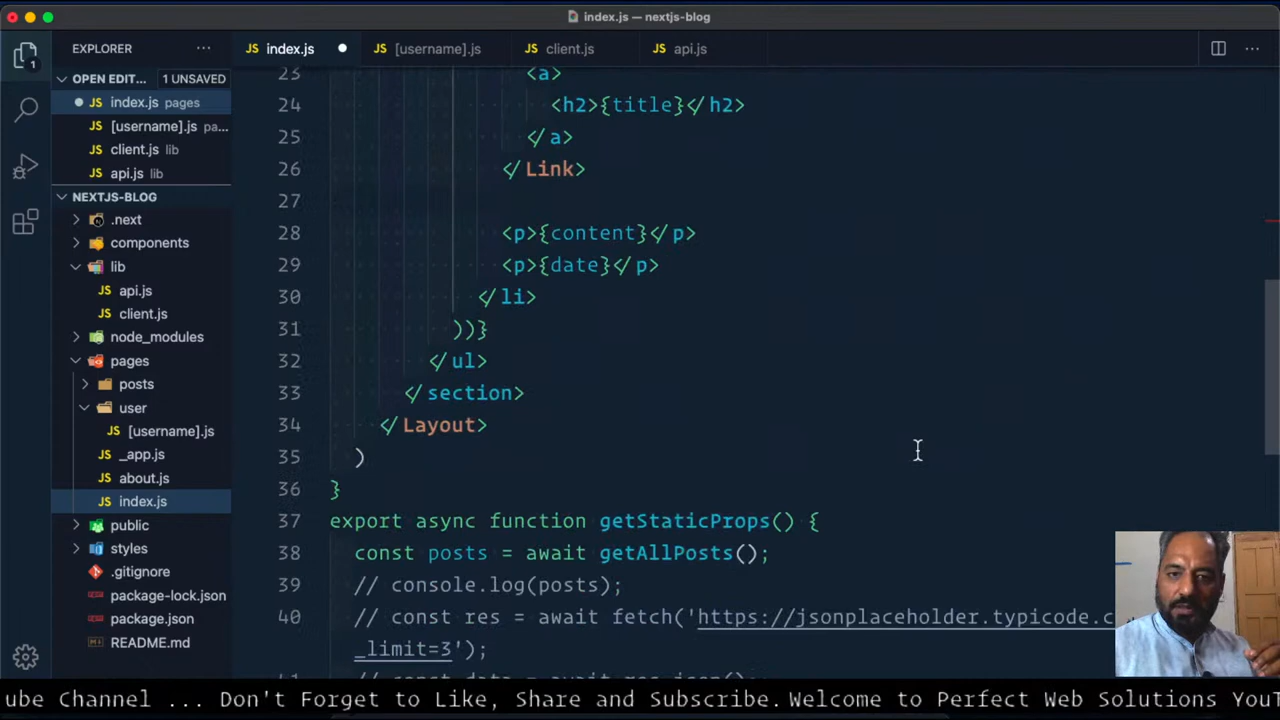 index.js — nextjs-blog
EXPLORER
index.js
[username].js
client.js
api.js
OPEN EDIT... 1 UNSAVED
index.js pages
[username].js pa...
client.js lib
api.js lib
NEXTJS-BLOG
.next
components
lib
api.js
client.js
node_modules
pages
posts
user
[username].js
_app.js
about.js
index.js
public
styles
.gitignore
package-lock.json
package.json
README.md
1
23 <a>
24 <h2>{title}</h2>
25 </a>
26 </Link>
27
28 <p>{content}</p>
29 <p>{date}</p>
30 </li>
31 ))}
32 </ul>
33 </section>
34 </Layout>
35 )
36 }
37 export async function getStaticProps() {
38 const posts = await getAllPosts();
39 // console.log(posts);
40 // const res = await fetch('https://jsonplaceholder.typicode.c
_limit=3');
ube Channel ... Don't Forget to Like, Share and Subscribe. Welcome to Perfect Web Solutions YouT